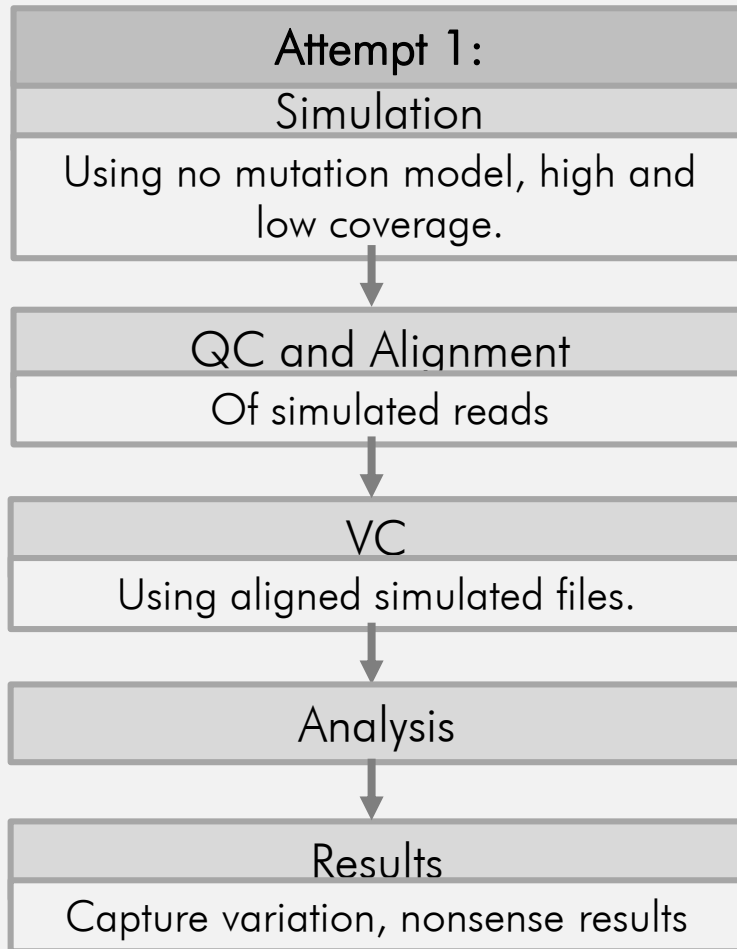 Attempt 1:
Simulation
Using no mutation model, high and
low coverage.
QC and Alignment
Of simulated reads
VC
Using aligned simulated files.
Analysis
Results
Capture variation, nonsense results